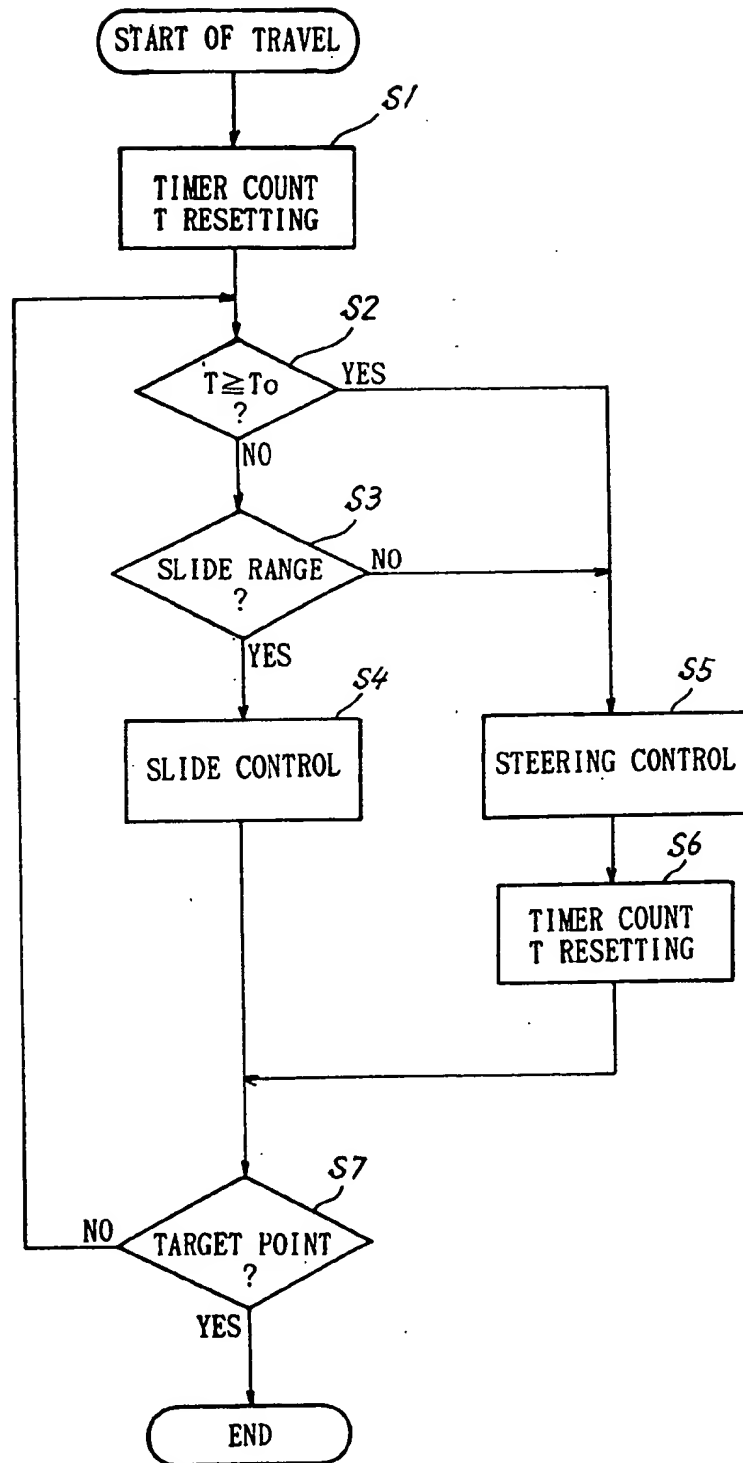 START OF TRAVEL
S1
TIMER COUNT
T RESETTING
S2
T≧To
?
YES
NO
S3
SLIDE RANGE
?
NO
YES
S4
SLIDE CONTROL
S5
STEERING CONTROL
S6
TIMER COUNT
T RESETTING
S7
NO
TARGET POINT
?
YES
END